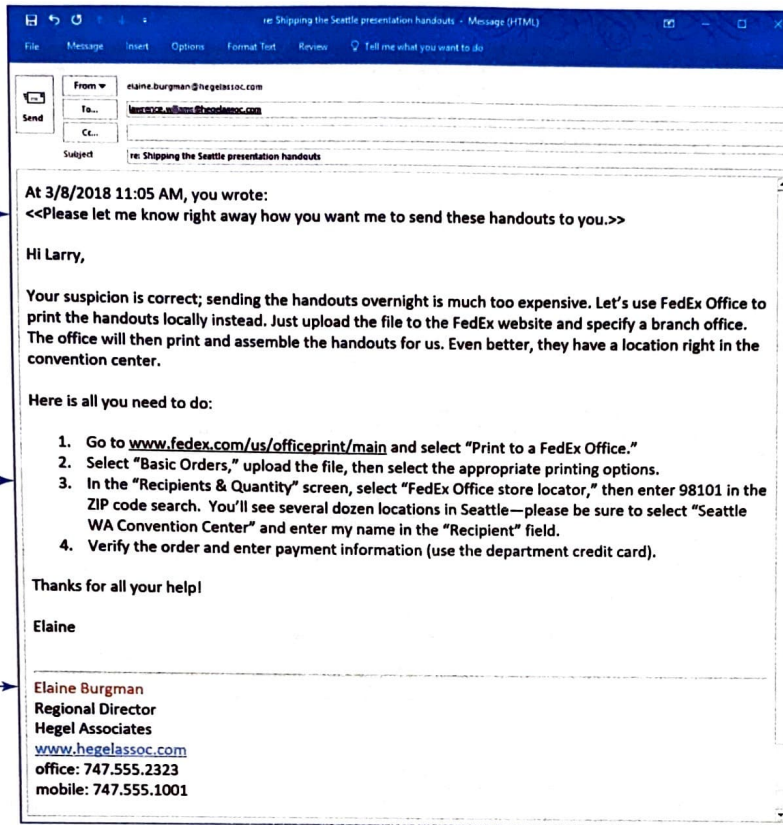 re Shipping the Seattle presentation handouts - Message (HTML)
File Message Insert Options Format Text Review Tell me what you want to do
Send
From elaine.burgman@hegelassoc.com
To... lawrence.williams@hegelassoc.com
Cc...
Subject re: Shipping the Seattle presentation handouts
At 3/8/2018 11:05 AM, you wrote:
<<Please let me know right away how you want me to send these handouts to you.>>
Hi Larry,
Your suspicion is correct; sending the handouts overnight is much too expensive. Let's use FedEx Office to
print the handouts locally instead. Just upload the file to the FedEx website and specify a branch office.
The office will then print and assemble the handouts for us. Even better, they have a location right in the
convention center.
Here is all you need to do:
1. Go to www.fedex.com/us/officeprint/main and select "Print to a FedEx Office."
2. Select "Basic Orders," upload the file, then select the appropriate printing options.
3. In the "Recipients & Quantity" screen, select "FedEx Office store locator," then enter 98101 in the
ZIP code search. You'll see several dozen locations in Seattle—please be sure to select "Seattle
WA Convention Center" and enter my name in the "Recipient" field.
4. Verify the order and enter payment information (use the department credit card).
Thanks for all your help!
Elaine
Elaine Burgman
Regional Director
Hegel Associates
www.hegelassoc.com
office: 747.555.2323
mobile: 747.555.1001